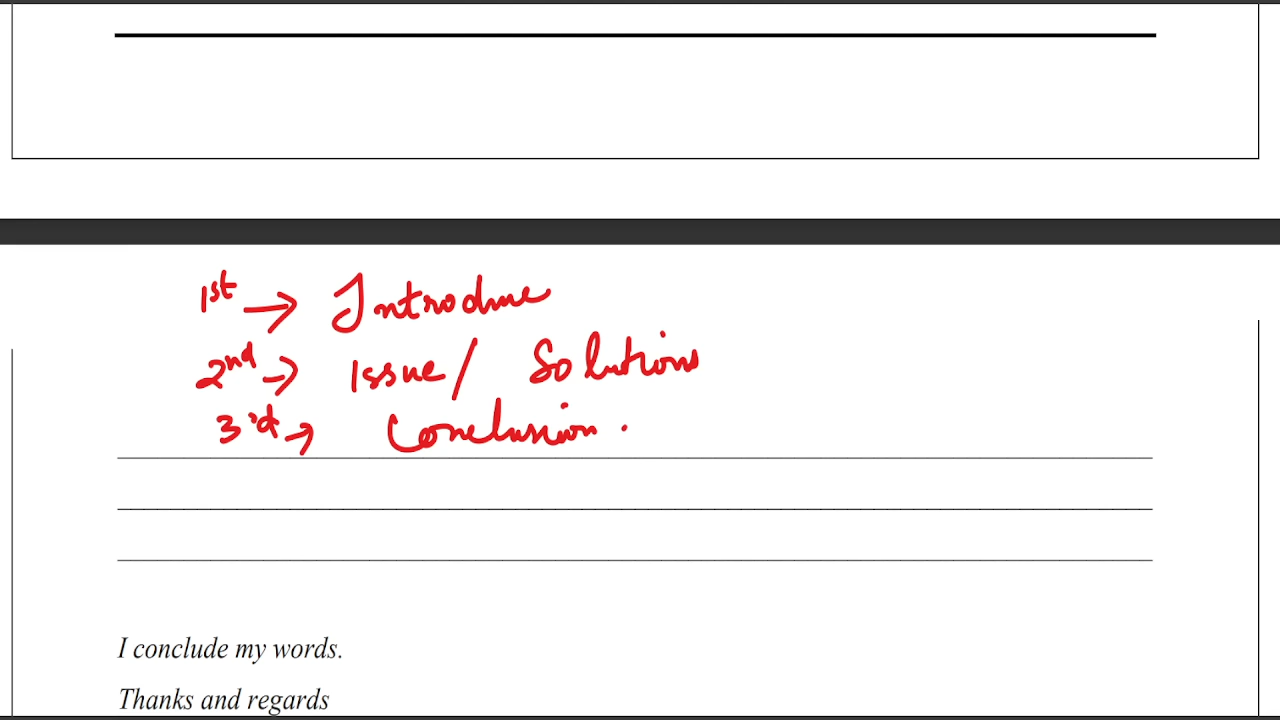 1st → Introduce
2nd → Issue/ Solutions
3rd → Conclusion.
I conclude my words.
Thanks and regards